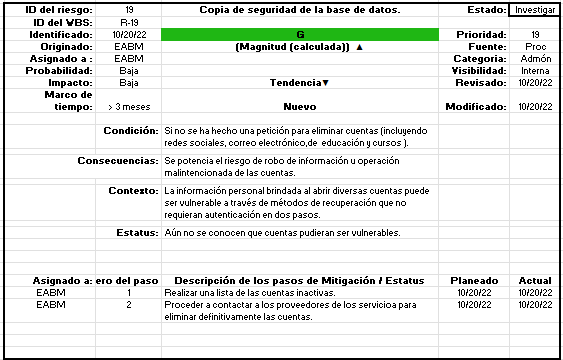 ID del riesgo: 19 Copia de seguridad de la base de datos. Estado: Investigar
ID del WBS: R-19
Identificado: 10/20/22 G Prioridad: 19
Originado: EABM (Magnitud (calculada)) ▲ Fuente: Proc
Asignado a : EABM Categoria: Admón
Probabilidad: Baja Visibilidad: Interna
Impacto: Baja Tendencia▼ Revisado: 10/20/22
Marco de
tiempo: > 3 meses Nuevo Modificado: 10/20/22
Condición: Si no se ha hecho una petición para eliminar cuentas (incluyendo
redes sociales, correo electrónico,de educación y cursos ).
Consecuencias: Se potencia el riesgo de robo de información u operación
malintencionada de las cuentas.
Contexto: La información personal brindada al abrir diversas cuentas puede
ser vulnerable a través de métodos de recuperación que no
requieran autenticación en dos pasos.
Estatus: Aún no se conocen que cuentas pudieran ser vulnerables.
Asignado a: ero del paso Descripción de los pasos de Mitigación / Estatus Planeado Actual
EABM 1 Realizar una lista de las cuentas inactivas. 10/20/22 10/20/22
EABM 2 Proceder a contactar a los proveedores de los servicioa para 10/20/22 10/20/22
eliminar definitivamente las cuentas.